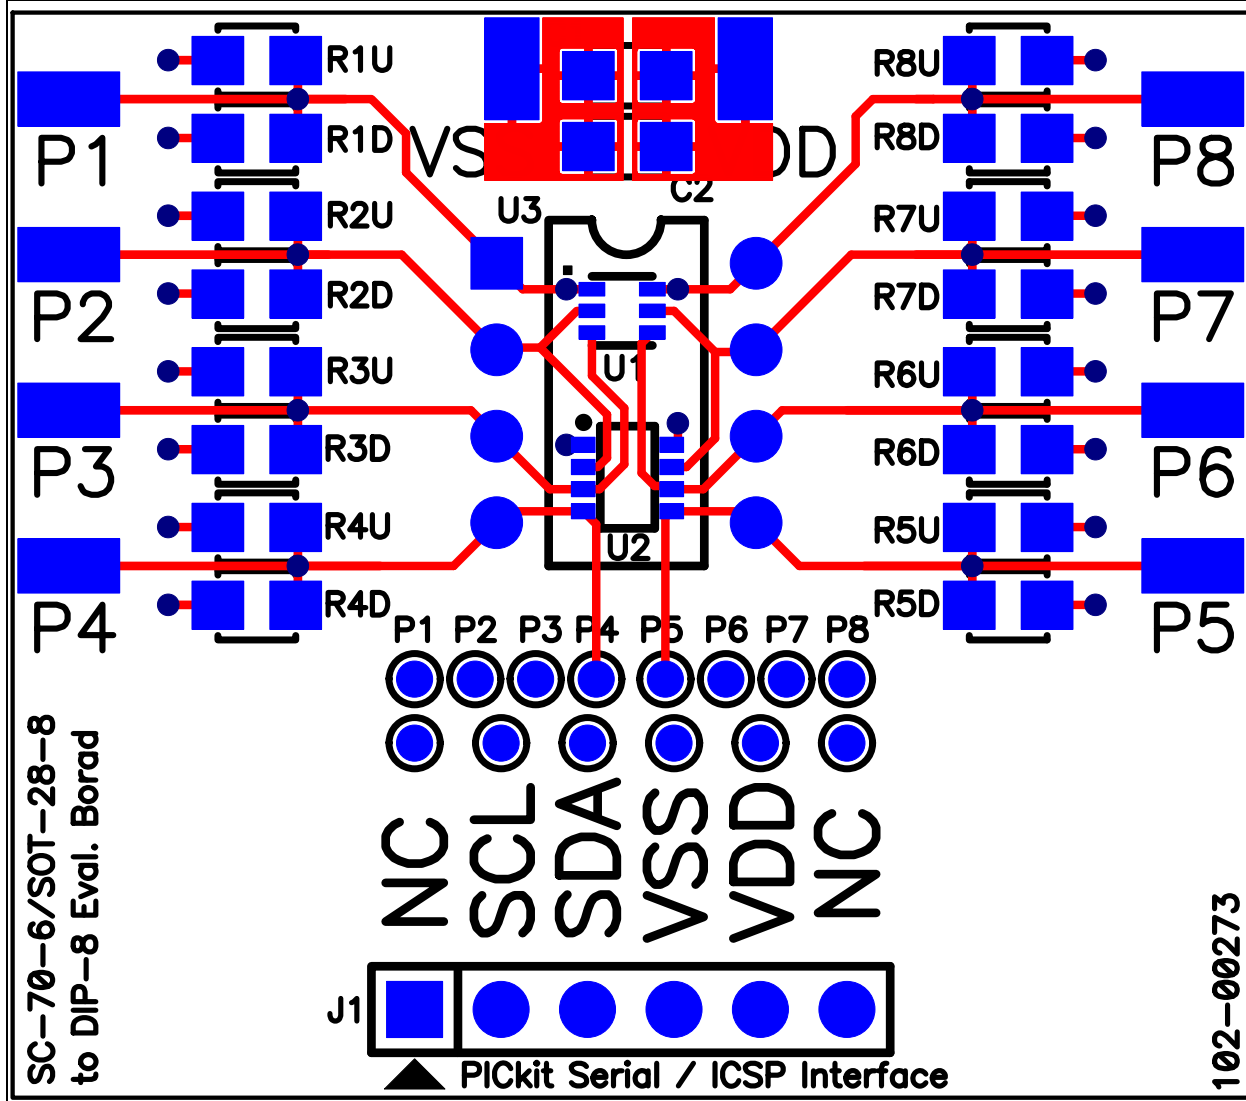 R1U
R8U
P1
R1D
VS
DD
R8D
P8
C2
U3
R2U
R7U
P2
R2D
R7D
P7
R3U
U1
R6U
P3
R3D
R6D
P6
R4U
U2
R5U
P4
R4D
R5D
P5
P1 P2 P3 P4 P5 P6 P7 P8
NC
SCL
SDA
VSS
VDD
NC
SC-70-6/SOT-28-8
to DIP-8 Eval. Borad
102-00273
J1
PICkit Serial / ICSP Interface